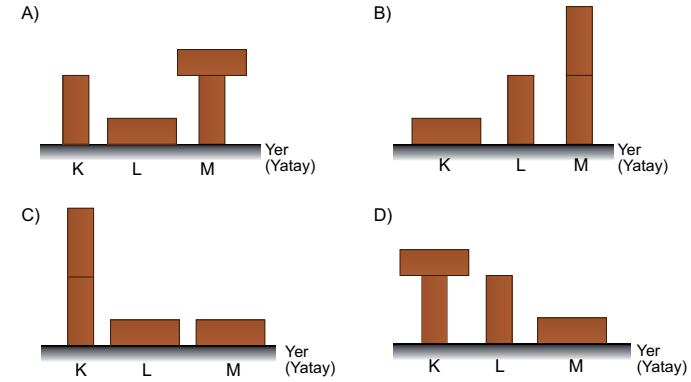 A)
Yer
(Yatay)
K L M
B)
Yer
(Yatay)
K L M
C)
Yer
(Yatay)
K L M
D)
Yer
(Yatay)
K L M